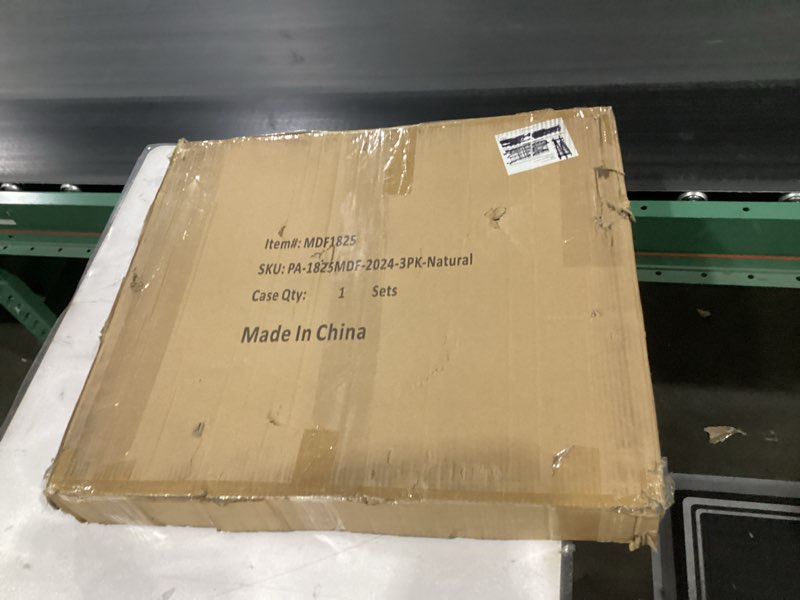 Item#: MDF1825
SKU: PA-1825MDF-2024-3PK-Natural
Case Qty: 1 Sets
Made In China